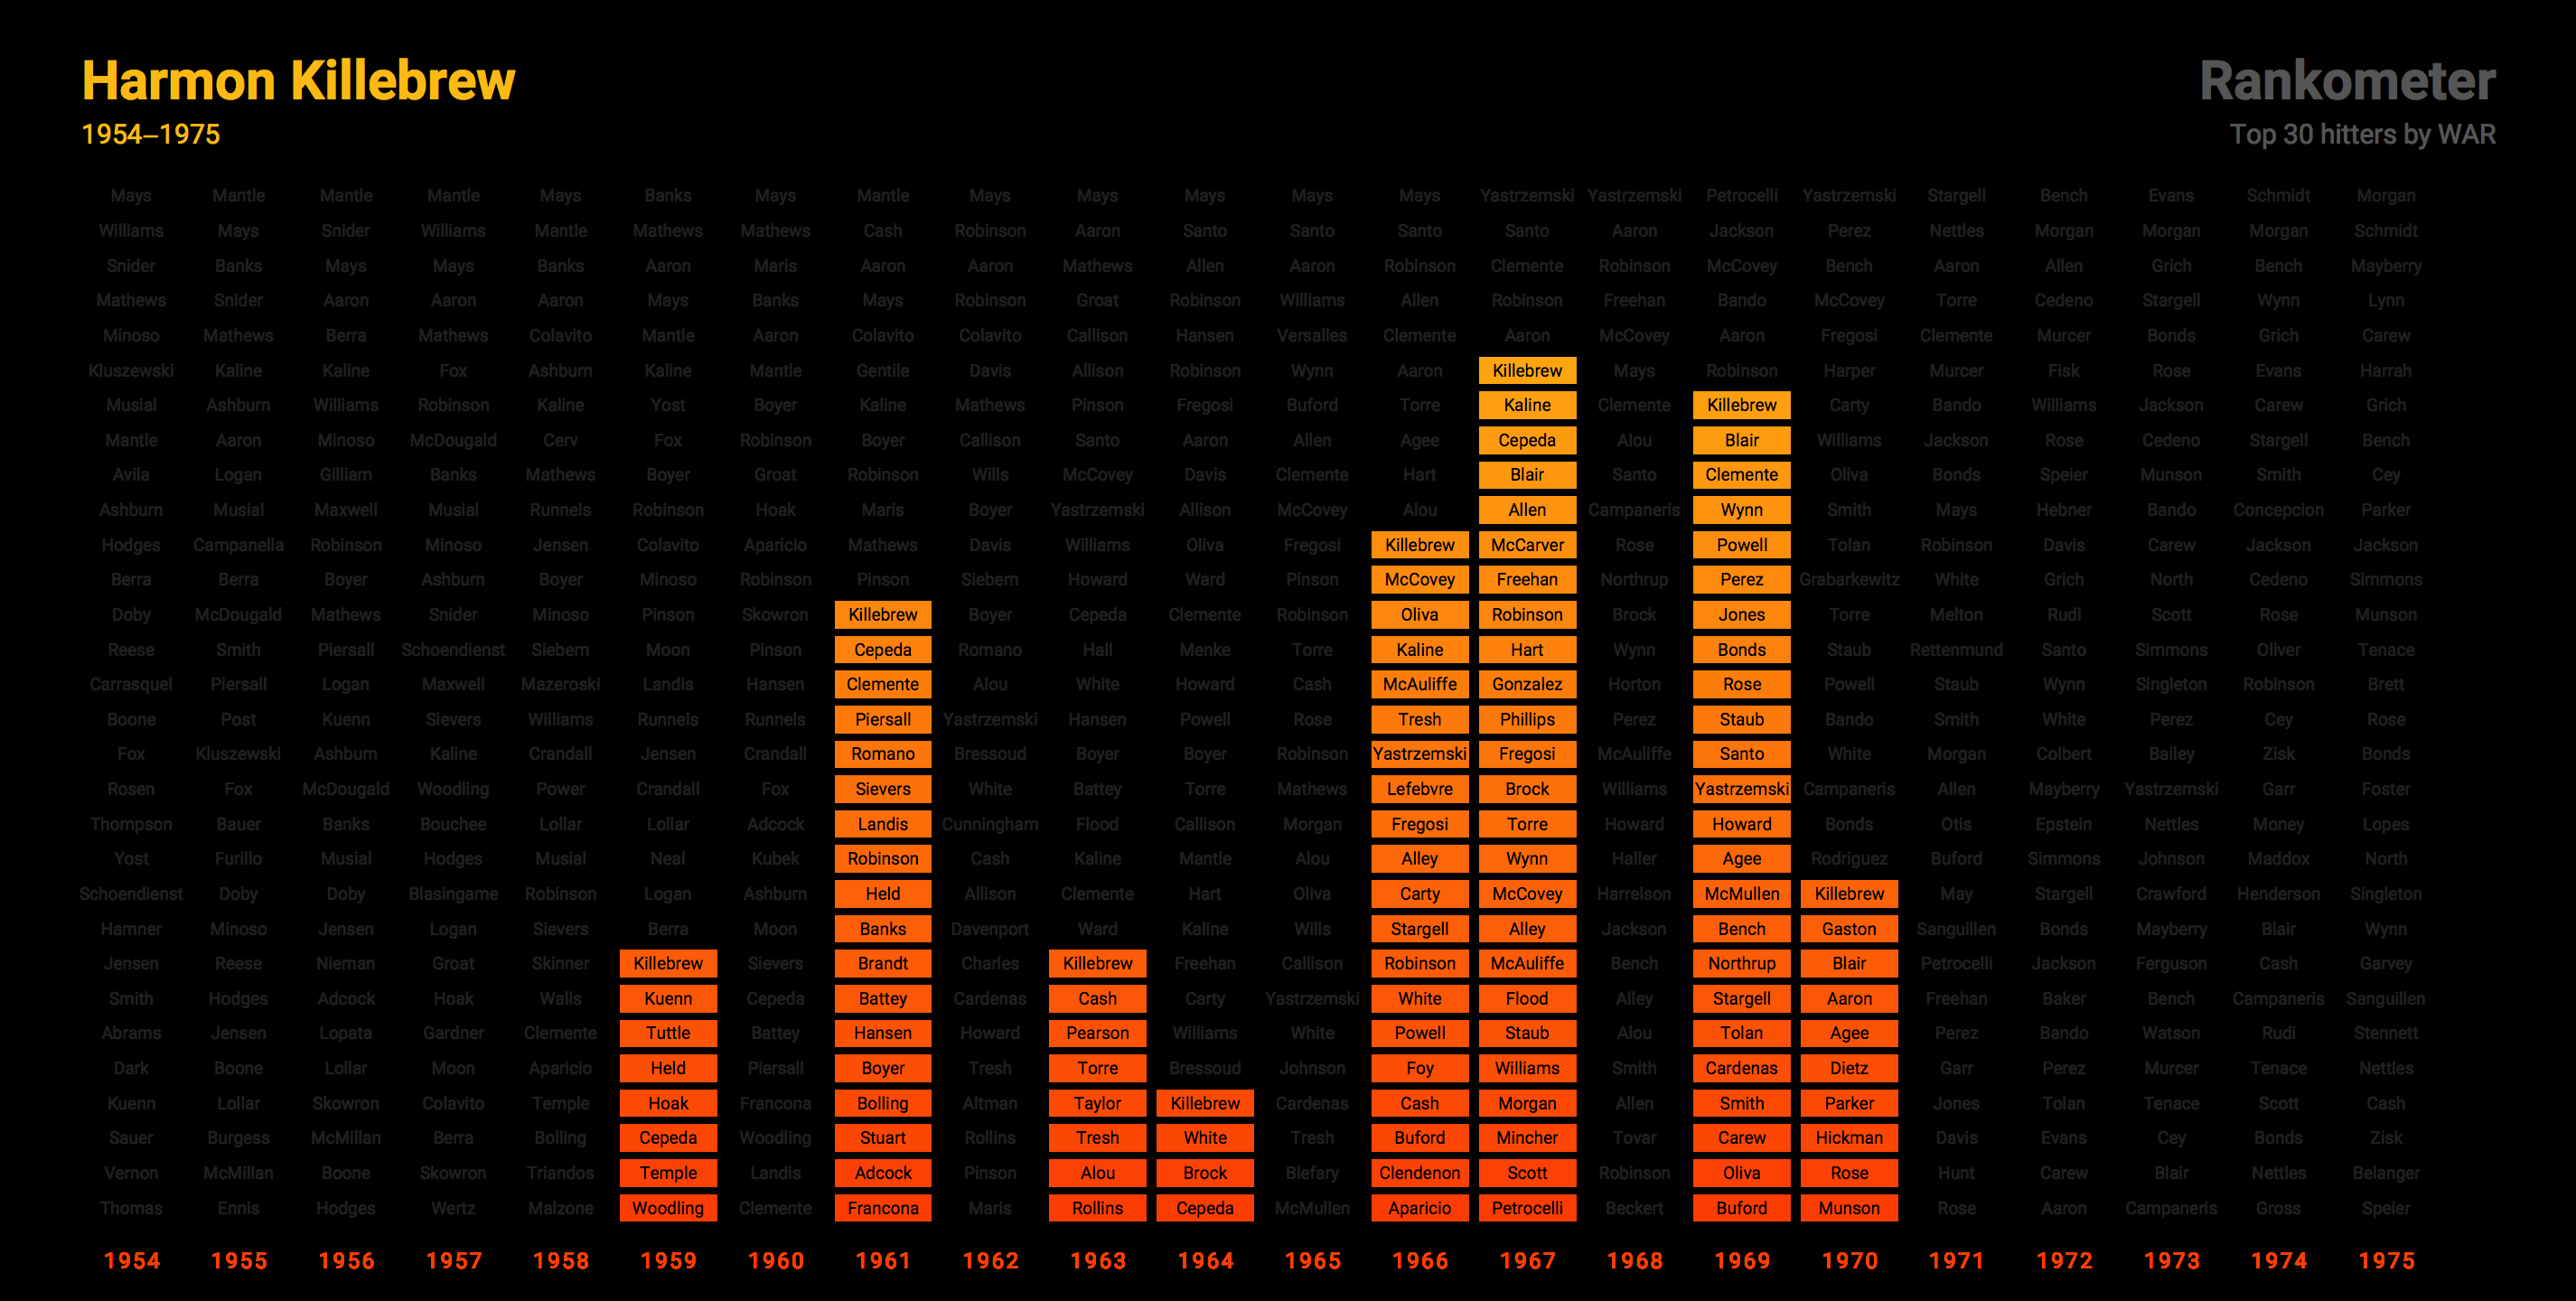 Harmon Killebrew Rankometer
1954–1975 Top 30 hitters by WAR
Mays Mantle Mantle Mantle Mays Banks Mays Mantle Mays Mays Mays Mays Mays Yastrzemski Yastrzemski Petrocelli Yastrzemski Stargell Bench Evans Schmidt Morgan
Williams Mays Snider Williams Mantle Mathews Mathews Cash Robinson Aaron Santo Santo Santo Santo Aaron Jackson Perez Nettles Morgan Morgan Morgan Schmidt
Snider Banks Mays Mays Banks Aaron Maris Aaron Aaron Mathews Allen Aaron Robinson Clemente Robinson McCovey Bench Aaron Allen Grich Bench Mayberry
Mathews Snider Aaron Aaron Aaron Mays Banks Mays Robinson Groat Robinson Williams Allen Robinson Freehan Bando McCovey Torre Cedeno Stargell Wynn Lynn
Minoso Mathews Berra Mathews Colavito Mantle Aaron Colavito Colavito Callison Hansen Versalles Clemente Aaron McCovey Aaron Fregosi Clemente Murcer Bonds Grich Carew
Kluszewski Kaline Kaline Fox Ashburn Kaline Mantle Gentile Davis Allison Robinson Wynn Aaron Killebrew Mays Robinson Harper Murcer Fisk Rose Evans Harrah
Musial Ashburn Williams Robinson Kaline Yost Boyer Kaline Mathews Pinson Fregosi Buford Torre Kaline Clemente Killebrew Carty Bando Williams Jackson Carew Grich
Mantle Aaron Minoso McDougald Cerv Fox Robinson Boyer Callison Santo Aaron Allen Agee Cepeda Alou Blair Williams Jackson Rose Cedeno Stargell Bench
Avila Logan Gilliam Banks Mathews Boyer Groat Robinson Wills McCovey Davis Clemente Hart Blair Santo Clemente Oliva Bonds Speier Munson Smith Cey
Ashburn Musial Maxwell Musial Runnels Robinson Hoak Maris Boyer Yastrzemski Allison McCovey Alou Allen Campaneris Wynn Smith Mays Hebner Bando Concepcion Parker
Hodges Campanella Robinson Minoso Jensen Colavito Aparicio Mathews Davis Williams Oliva Fregosi Killebrew McCarver Rose Powell Tolan Robinson Davis Carew Jackson Jackson
Berra Berra Boyer Ashburn Boyer Minoso Robinson Pinson Siebern Howard Ward Pinson McCovey Freehan Northrup Perez Grabarkewitz White Grich North Cedeno Simmons
Doby McDougald Mathews Snider Minoso Pinson Skowron Killebrew Boyer Cepeda Clemente Robinson Oliva Robinson Brock Jones Torre Melton Rudi Scott Rose Munson
Reese Smith Piersall Schoendienst Siebern Moon Pinson Cepeda Romano Hall Menke Torre Kaline Hart Wynn Bonds Staub Rettenmund Santo Simmons Oliver Tenace
Carrasquel Piersall Logan Maxwell Mazeroski Landis Hansen Clemente Alou White Howard Cash McAuliffe Gonzalez Horton Rose Powell Staub Wynn Singleton Robinson Brett
Boone Post Kuenn Sievers Williams Runnels Runnels Piersall Yastrzemski Hansen Powell Rose Tresh Phillips Perez Staub Bando Smith White Perez Cey Rose
Fox Kluszewski Ashburn Kaline Crandall Jensen Crandall Romano Bressoud Boyer Boyer Robinson Yastrzemski Fregosi McAuliffe Santo White Morgan Colbert Bailey Zisk Bonds
Rosen Fox McDougald Woodling Power Crandall Fox Sievers White Battey Torre Mathews Lefebvre Brock Williams Yastrzemski Campaneris Allen Mayberry Yastrzemski Garr Foster
Thompson Bauer Banks Bouchee Lollar Lollar Adcock Landis Cunningham Flood Callison Morgan Fregosi Torre Howard Howard Bonds Otis Epstein Nettles Money Lopes
Yost Furillo Musial Hodges Musial Neal Kubek Robinson Cash Kaline Mantle Alou Alley Wynn Haller Agee Rodriguez Buford Simmons Johnson Maddox North
Schoendienst Doby Doby Blasingame Robinson Logan Ashburn Held Allison Clemente Hart Oliva Carty McCovey Harrelson McMullen Killebrew May Stargell Crawford Henderson Singleton
Hamner Minoso Jensen Logan Sievers Berra Moon Banks Davenport Ward Kaline Wills Stargell Alley Jackson Bench Gaston Sanguillen Bonds Mayberry Blair Wynn
Jensen Reese Nieman Groat Skinner Killebrew Sievers Brandt Charles Killebrew Freehan Callison Robinson McAuliffe Bench Northrup Blair Petrocelli Jackson Ferguson Cash Garvey
Smith Hodges Adcock Hoak Walls Kuenn Cepeda Battey Cardenas Cash Carty Yastrzemski White Flood Alley Stargell Aaron Freehan Baker Bench Campaneris Sanguillen
Abrams Jensen Lopata Gardner Clemente Tuttle Battey Hansen Howard Pearson Williams White Powell Staub Alou Tolan Agee Perez Bando Watson Rudi Stennett
Dark Boone Lollar Moon Aparicio Held Piersall Boyer Tresh Torre Bressoud Johnson Foy Williams Smith Cardenas Dietz Garr Perez Murcer Tenace Nettles
Kuenn Lollar Skowron Colavito Temple Hoak Francona Bolling Altman Taylor Killebrew Cardenas Cash Morgan Allen Smith Parker Jones Tolan Tenace Scott Cash
Sauer Burgess McMillan Berra Bolling Cepeda Woodling Stuart Rollins Tresh White Tresh Buford Mincher Tovar Carew Hickman Davis Evans Cey Bonds Zisk
Vernon McMillan Boone Skowron Triandos Temple Landis Adcock Pinson Alou Brock Blefary Clendenon Scott Robinson Oliva Rose Hunt Carew Blair Nettles Belanger
Thomas Ennis Hodges Wertz Malzone Woodling Clemente Francona Maris Rollins Cepeda McMullen Aparicio Petrocelli Beckert Buford Munson Rose Aaron Campaneris Gross Speier
1954 1955 1956 1957 1958 1959 1960 1961 1962 1963 1964 1965 1966 1967 1968 1969 1970 1971 1972 1973 1974 1975